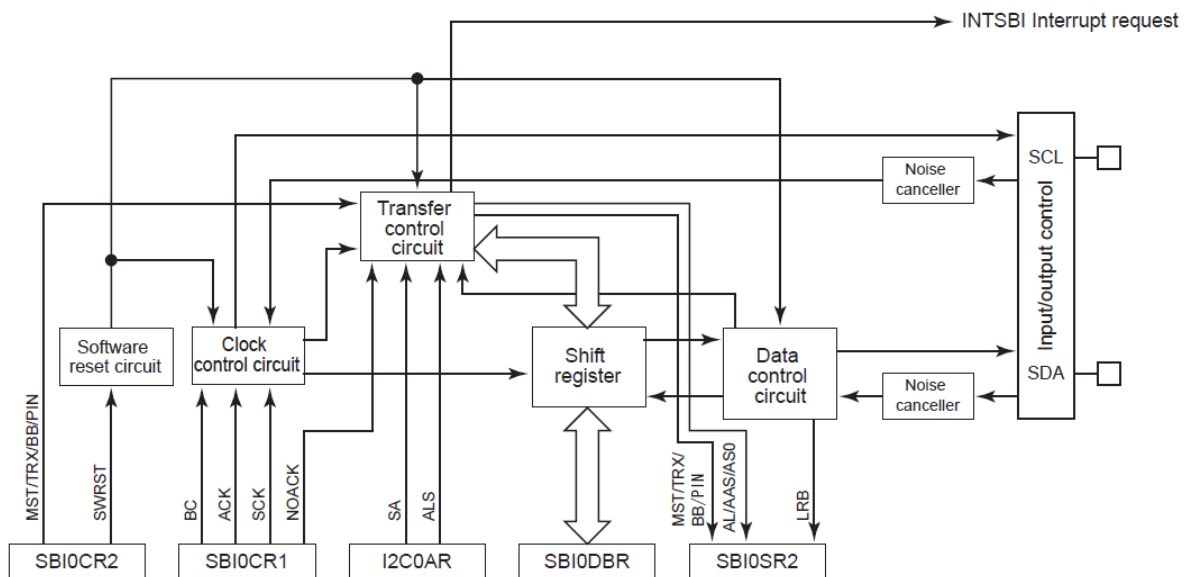 INTSBI Interrupt request
SCL
Noise
canceller
Input/output control
Transfer
control
circuit
Software
reset circuit
Clock
control circuit
Shift
register
Data
control
circuit
SDA
Noise
canceller
MST/TRX/BB/PIN
SWRST
BC
ACK
SCK
NOACK
SA
ALS
MST/TRX/
BB/PIN
AL/AAS/AS0
LRB
SBI0CR2
SBI0CR1
I2C0AR
SBI0DBR
SBI0SR2